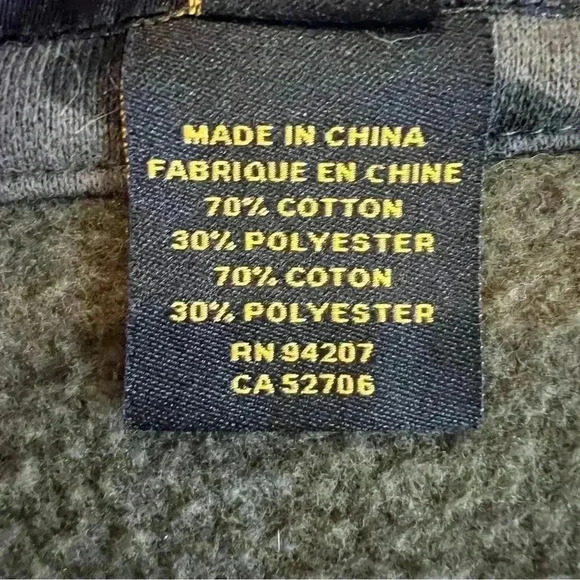 MADE IN CHINA
FABRIQUE EN CHINE
70% COTTON
30% POLYESTER
70% COTON
30% POLYESTER
RN 94207
CA 52706